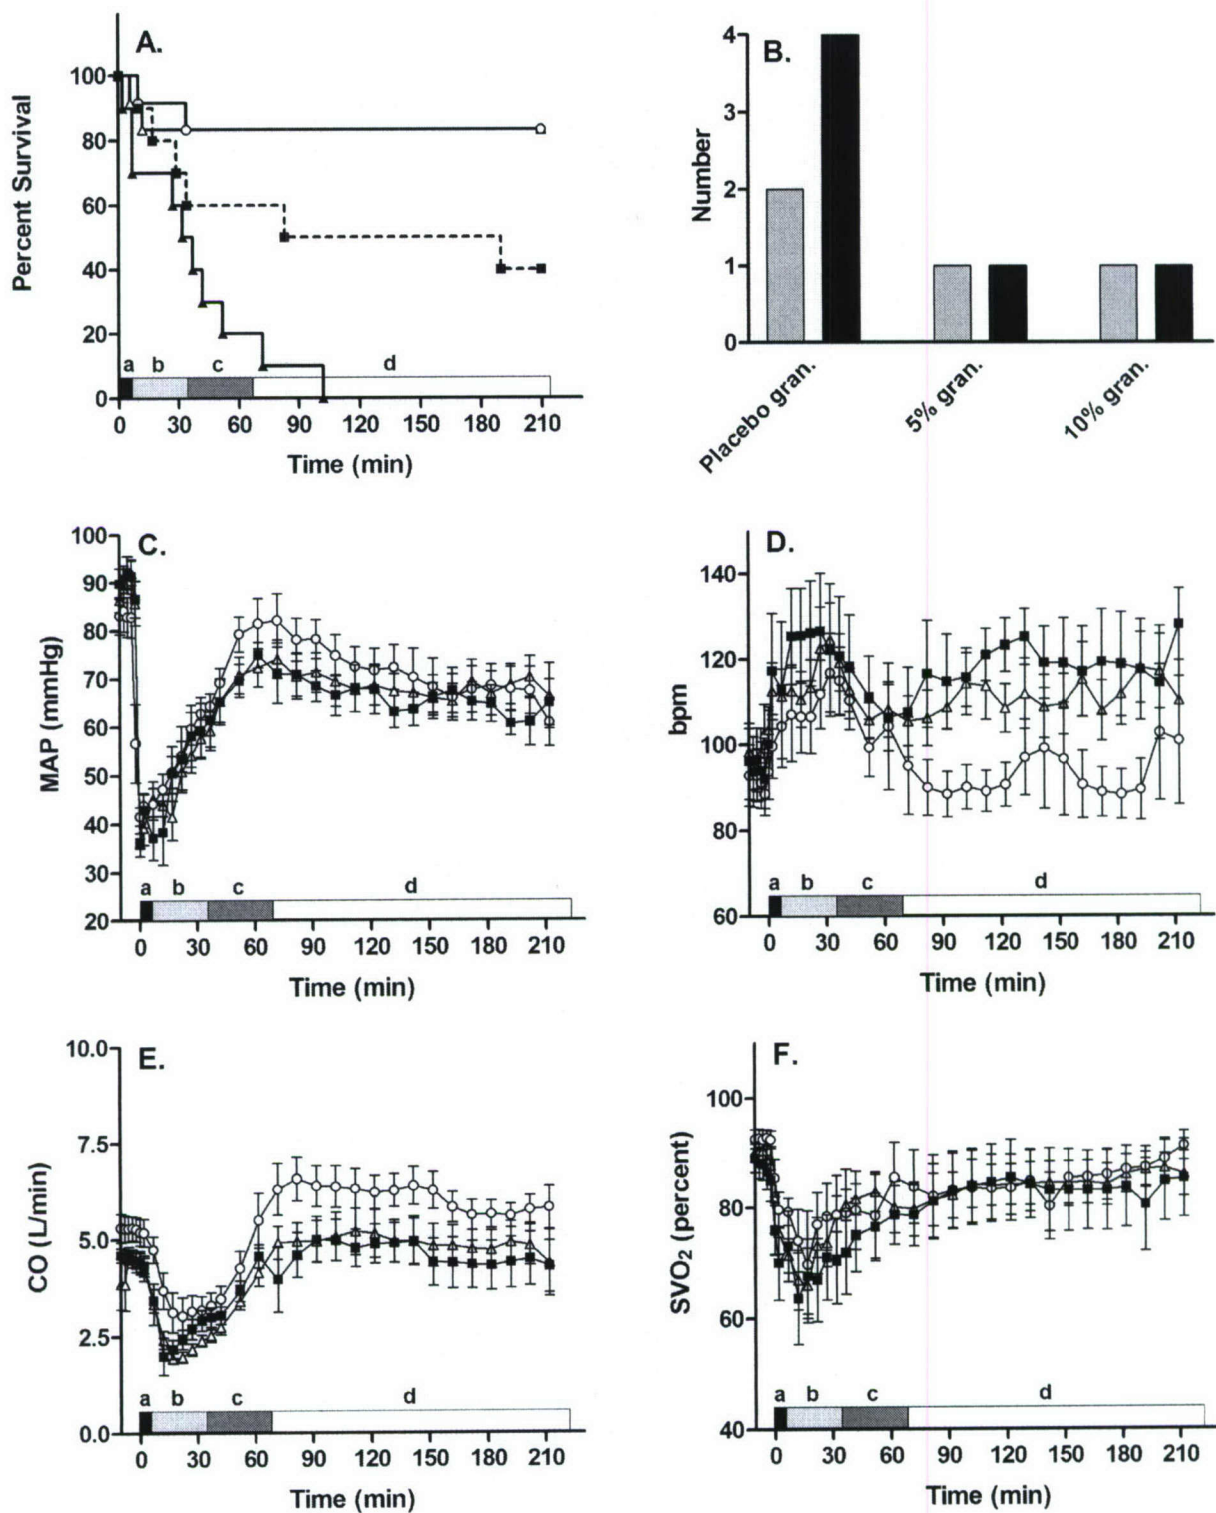 A.
Percent Survival
100
80
60
40
20
0
a b c d
0 30 60 90 120 150 180 210
Time (min)
B.
Number
4
3
2
1
0
Placebo gran.
5% gran.
10% gran.
C.
MAP (mmHg)
100
90
80
70
60
50
40
30
20
a b c d
0 30 60 90 120 150 180 210
Time (min)
D.
bpm
140
120
100
80
60
a b c d
0 30 60 90 120 150 180 210
Time (min)
E.
CO (L/min)
10.0
7.5
5.0
2.5
0.0
a b c d
0 30 60 90 120 150 180 210
Time (min)
F.
SVO₂ (percent)
100
80
60
40
a b c d
0 30 60 90 120 150 180 210
Time (min)